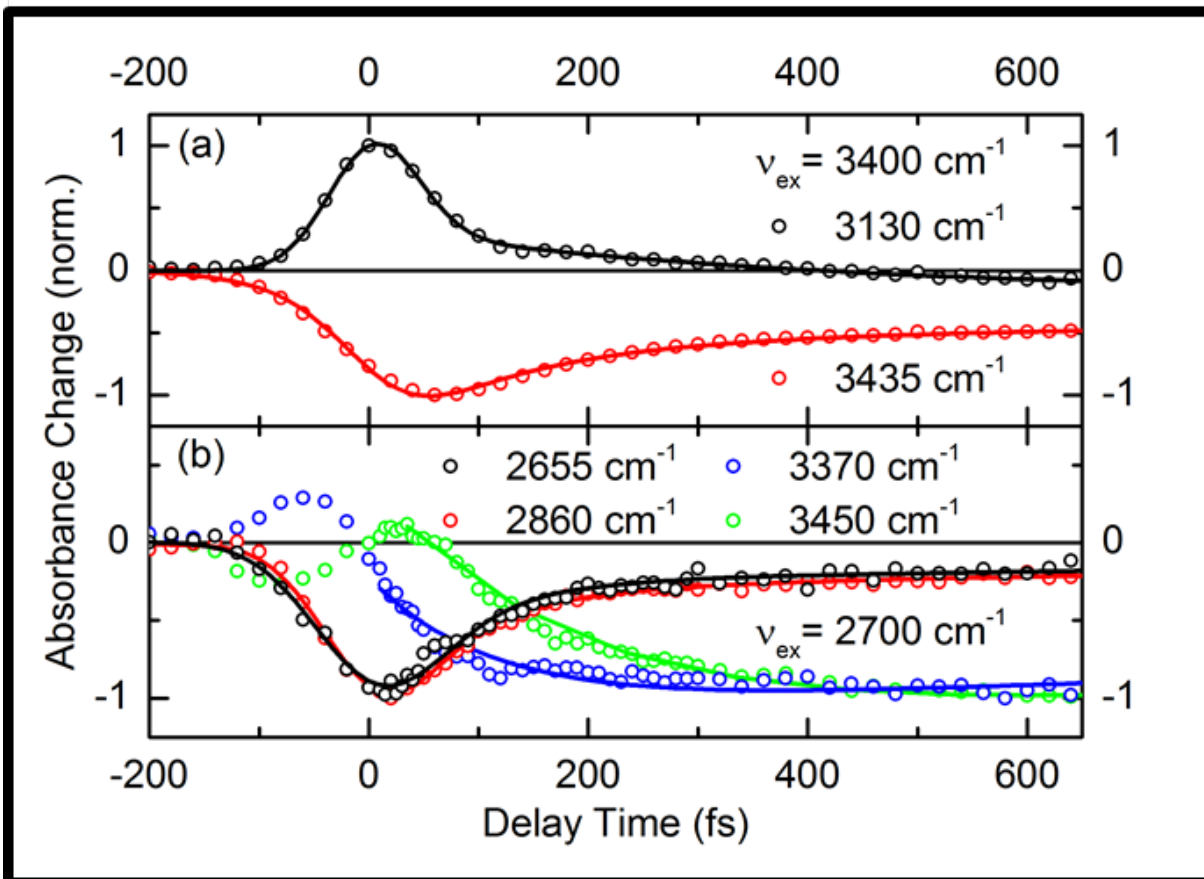 -200 0 200 400 600
(a)
ν_ex = 3400 cm⁻¹
3130 cm⁻¹
3435 cm⁻¹
1 1
0 0
-1 -1
Absorbance Change (norm.)
(b)
2655 cm⁻¹ 3370 cm⁻¹
2860 cm⁻¹ 3450 cm⁻¹
0 0
ν_ex = 2700 cm⁻¹
-1 -1
-200 0 200 400 600
Delay Time (fs)